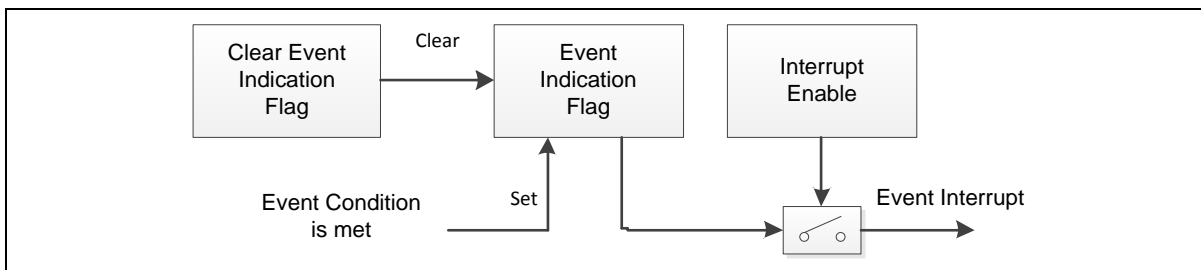 Clear Event
Indication
Flag
Clear
Event
Indication
Flag
Interrupt
Enable
Event Condition
is met
Set
Event Interrupt